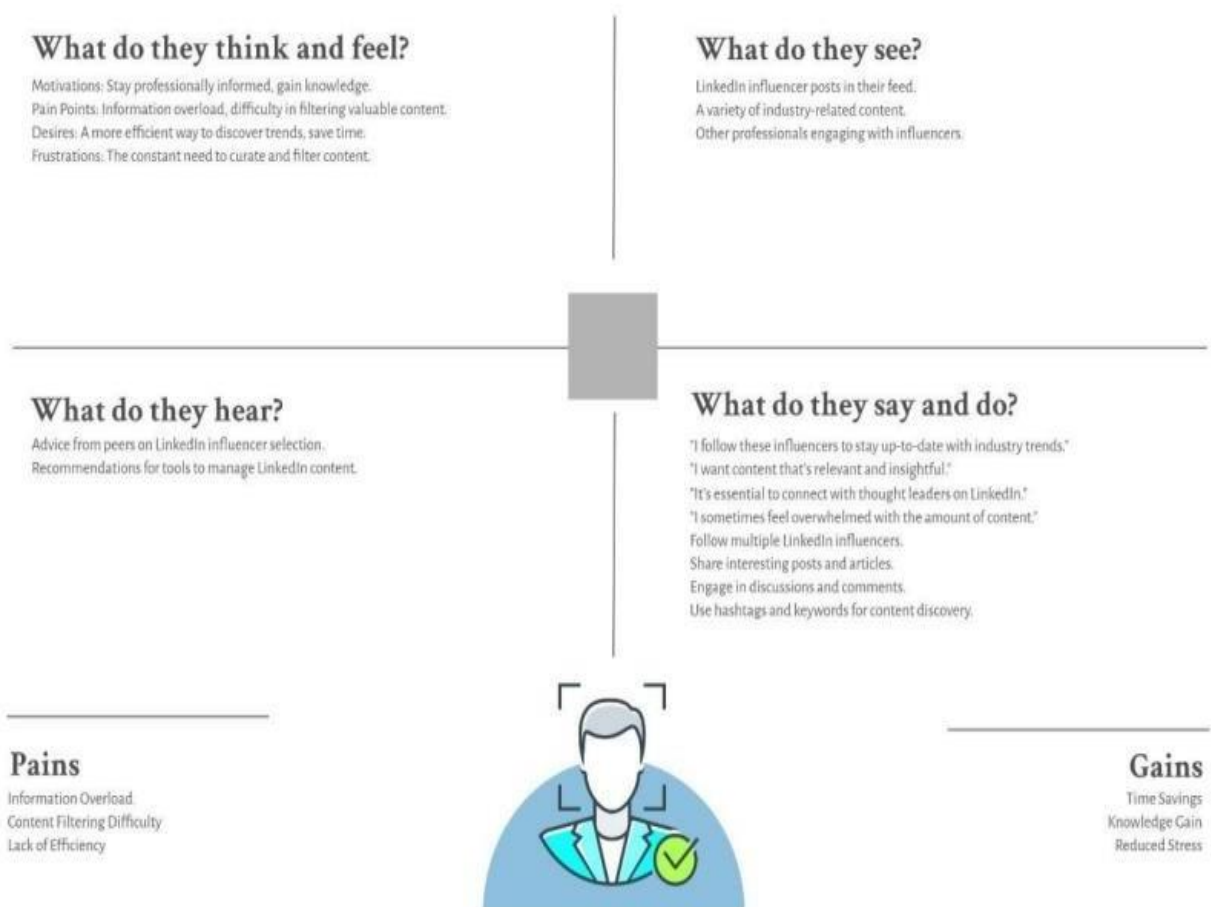 What do they think and feel?
Motivations: Stay professionally informed, gain knowledge.
Pain Points: Information overload, difficulty in filtering valuable content.
Desires: A more efficient way to discover trends, save time.
Frustrations: The constant need to curate and filter content.
What do they see?
LinkedIn influencer posts in their feed.
A variety of industry-related content.
Other professionals engaging with influencers.
What do they hear?
Advice from peers on LinkedIn influencer selection.
Recommendations for tools to manage LinkedIn content.
What do they say and do?
"I follow these influencers to stay up-to-date with industry trends."
"I want content that's relevant and insightful."
"It's essential to connect with thought leaders on LinkedIn."
"I sometimes feel overwhelmed with the amount of content."
Follow multiple LinkedIn influencers.
Share interesting posts and articles.
Engage in discussions and comments.
Use hashtags and keywords for content discovery.
Pains
Information Overload
Content Filtering Difficulty
Lack of Efficiency
Gains
Time Savings
Knowledge Gain
Reduced Stress